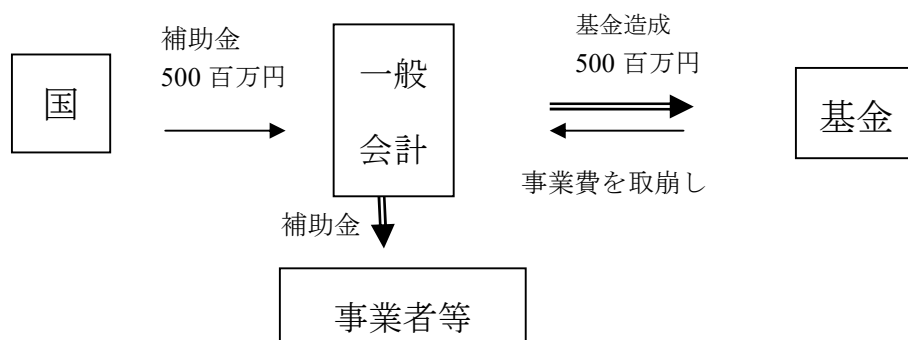 国
補助金
500 百万円
一般
会計
基金造成
500 百万円
事業費を取崩し
基金
補助金
事業者等